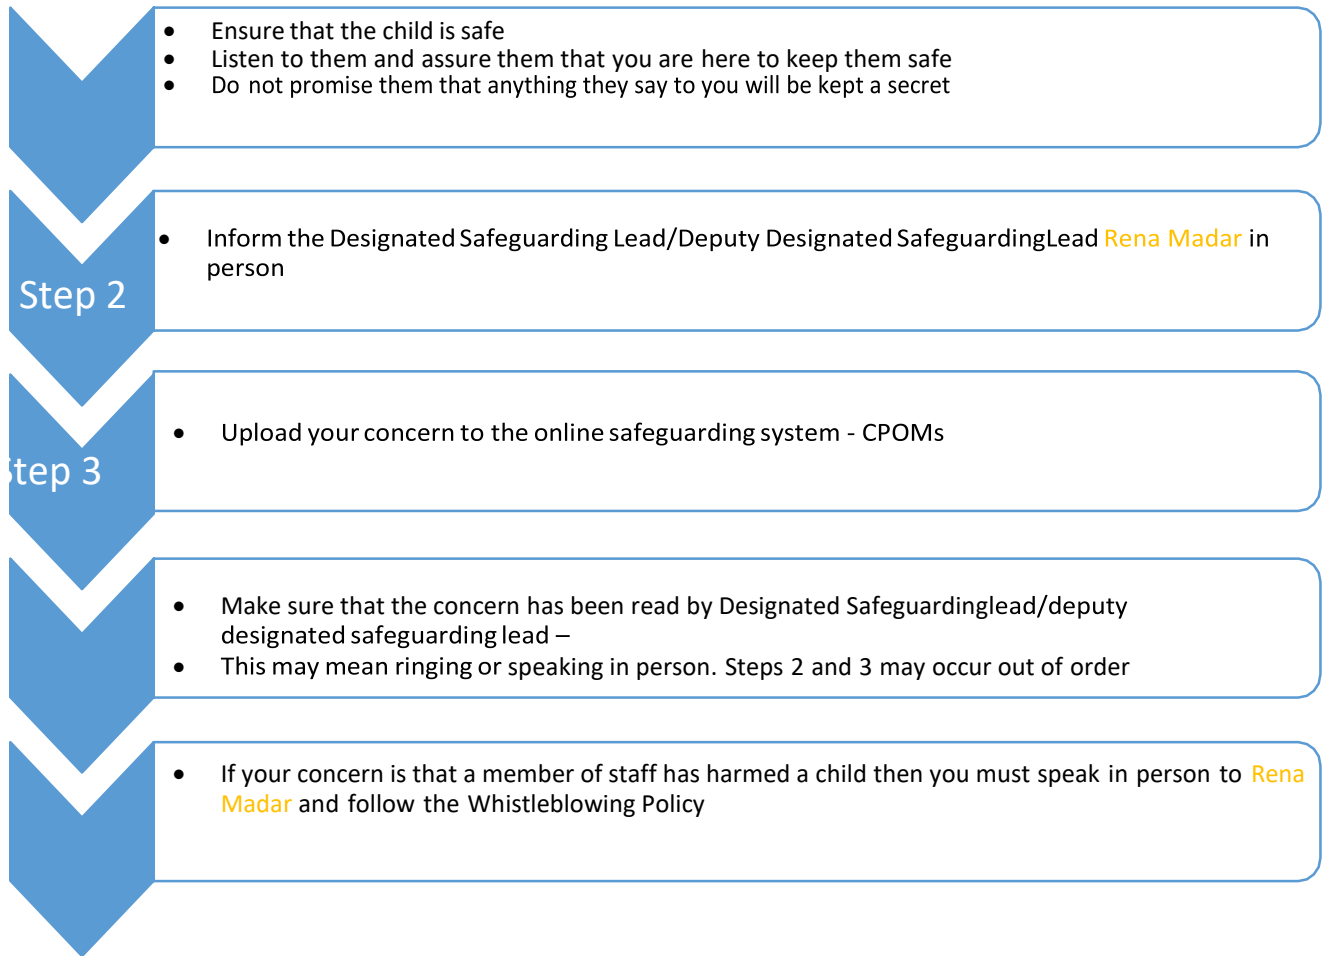 • Ensure that the child is safe
• Listen to them and assure them that you are here to keep them safe
• Do not promise them that anything they say to you will be kept a secret
Step 2
• Inform the Designated Safeguarding Lead/Deputy Designated SafeguardingLead Rena Madar in
person
Step 3
• Upload your concern to the online safeguarding system - CPOMs
• Make sure that the concern has been read by Designated Safeguardinglead/deputy
designated safeguarding lead –
• This may mean ringing or speaking in person. Steps 2 and 3 may occur out of order
• If your concern is that a member of staff has harmed a child then you must speak in person to Rena
Madar and follow the Whistleblowing Policy